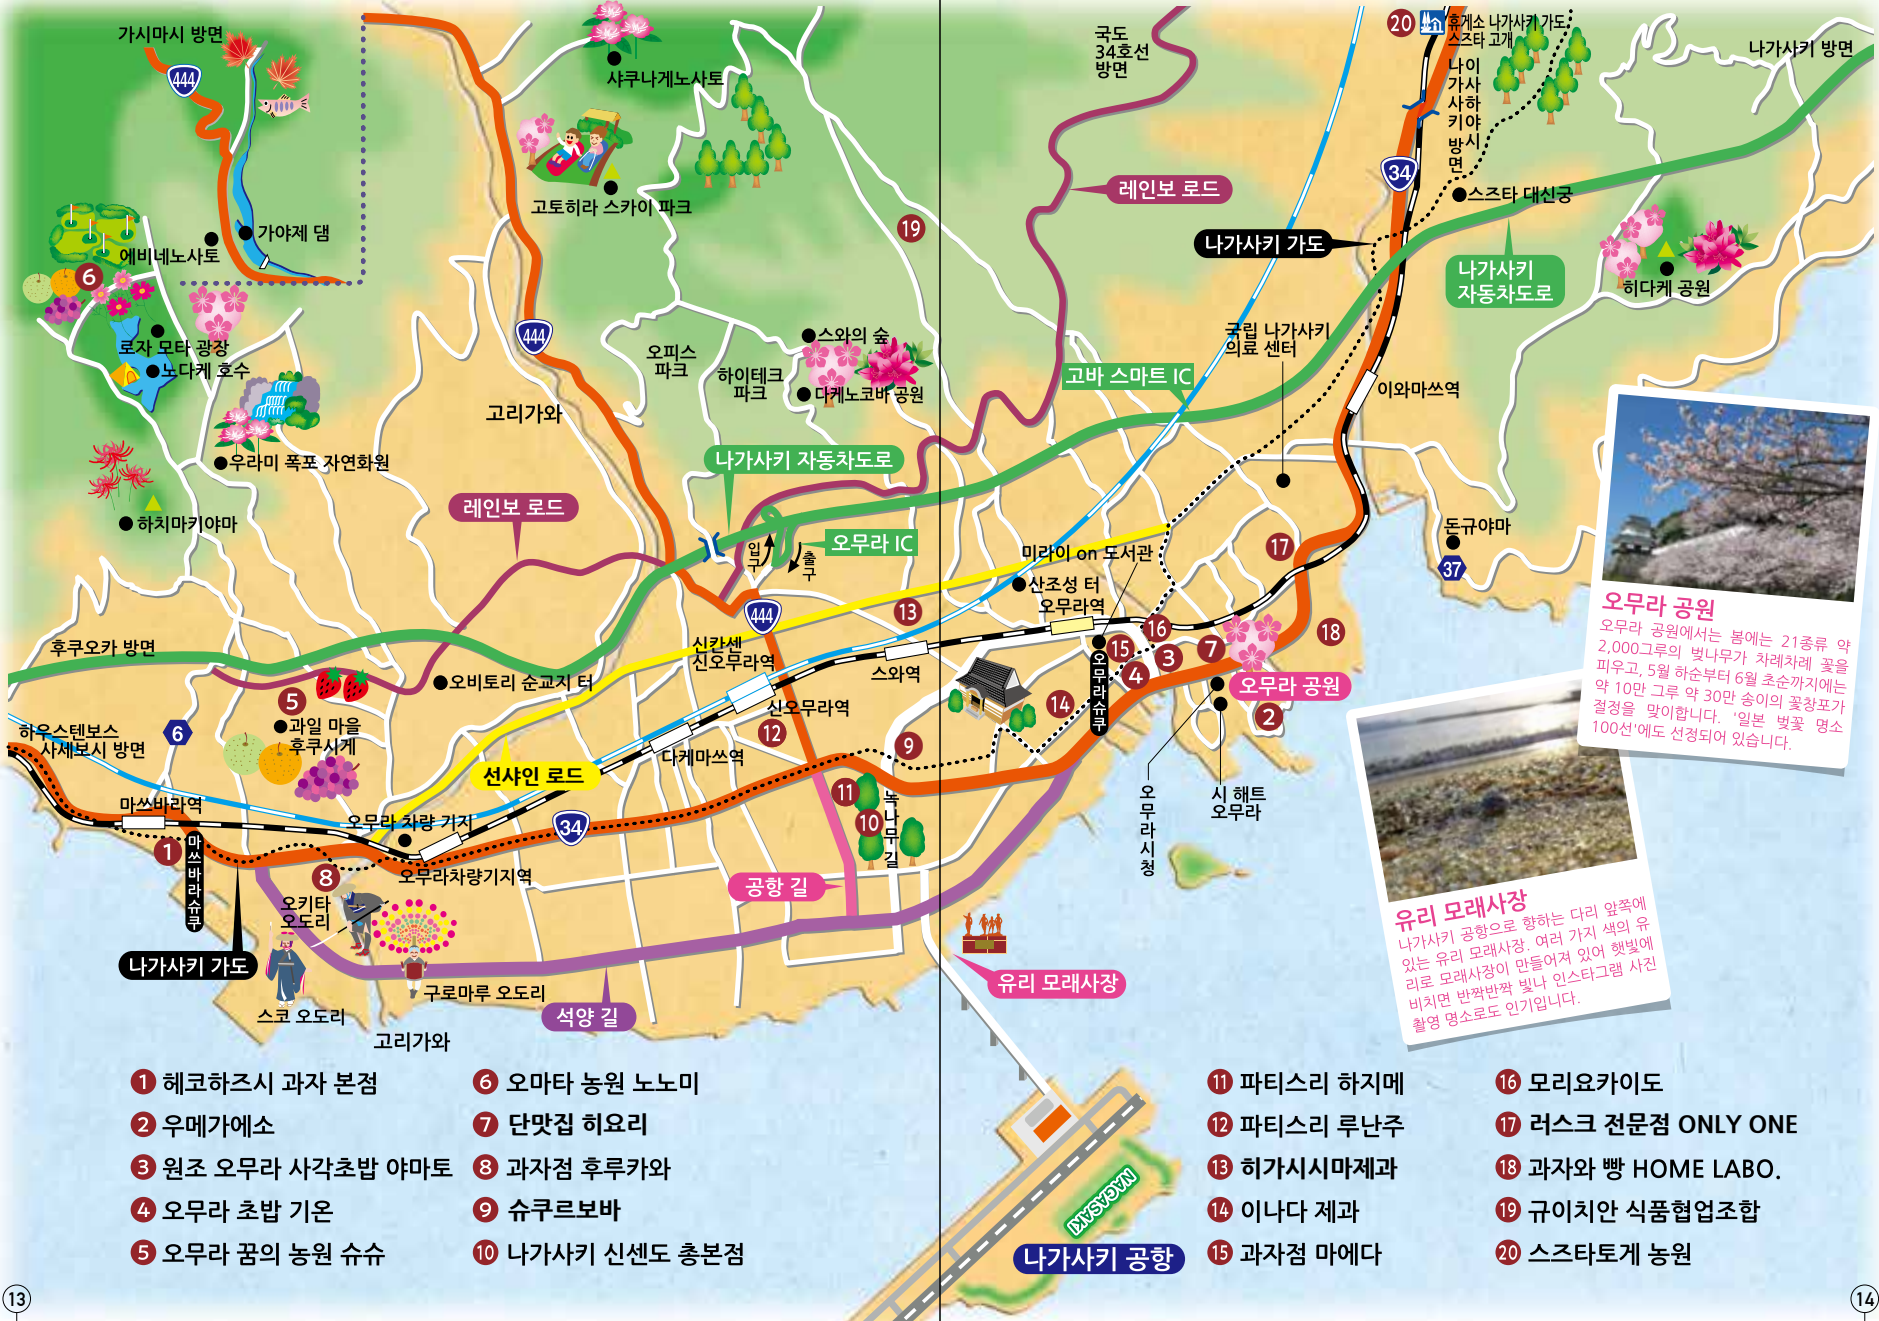 가시마시 방면
444
샤쿠나게노사토
고토히라 스카이 파크
가야제 댐
에비네노사토
6
로자 모타 광장
노다케 호수
우라미 폭포 자연화원
하치마키야마
444
고리가와
오피스
파크
하이테크
파크
스와의 숲
다케노코바 공원
19
국도
34호선
방면
레인보 로드
20
휴게소 나가사키 가도
스즈타 고개
이사하야시
나가사키 방면
나가사키 방면
34
스즈타 대신궁
나가사키 가도
나가사키
자동차도로
히다케 공원
국립 나가사키
의료 센터
고바 스마트 IC
이와마쓰역
나가사키 자동차도로
레인보 로드
오무라 IC
입구
출구
미라이 on 도서관
산조성 터
오무라역
17
돈규야마
37
444
13
신칸센
신오무라역
스와역
후쿠오카 방면
오비토리 순교지 터
5
과일 마을
후쿠시게
6
하우스텐보스
사세보시 방면
마쓰바라역
1
마쓰바라슈쿠
나가사키 가도
오무라 차량 기지
오무라차량기지역
8
오키타
오도리
스코 오도리
구로마루 오도리
고리가와
석양 길
34
선샤인 로드
다케마쓰역
신오무라역
12
공항 길
11
10
녹나무길
9
14
오무라슈쿠
15
16
4
3
7
18
오무라 공원
2
오무라시청
시 해트
오무라
유리 모래사장
오무라 공원
오무라 공원에서는 봄에는 21종류 약
2,000그루의 벚나무가 차례차례 꽃을
피우고, 5월 하순부터 6월 초순까지에는
약 10만 그루 약 30만 송이의 꽃창포가
절정을 맞이합니다. '일본 벚꽃 명소
100선'에도 선정되어 있습니다.
유리 모래사장
나가사키 공항으로 향하는 다리 앞쪽에
있는 유리 모래사장. 여러 가지 색의 유
리로 모래사장이 만들어져 있어 햇빛에
비치면 반짝반짝 빛나 인스타그램 사진
촬영 명소로도 인기입니다.
1 헤코하즈시 과자 본점
2 우메가에소
3 원조 오무라 사각초밥 야마토
4 오무라 초밥 기온
5 오무라 꿈의 농원 슈슈
6 오마타 농원 노노미
7 단맛집 히요리
8 과자점 후루카와
9 슈쿠르보바
10 나가사키 신센도 총본점
NAGASAKI
나가사키 공항
11 파티스리 하지메
12 파티스리 루난주
13 히가시시마제과
14 이나다 제과
15 과자점 마에다
16 모리요카이도
17 러스크 전문점 ONLY ONE
18 과자와 빵 HOME LABO.
19 규이치안 식품협업조합
20 스즈타토게 농원
13
14